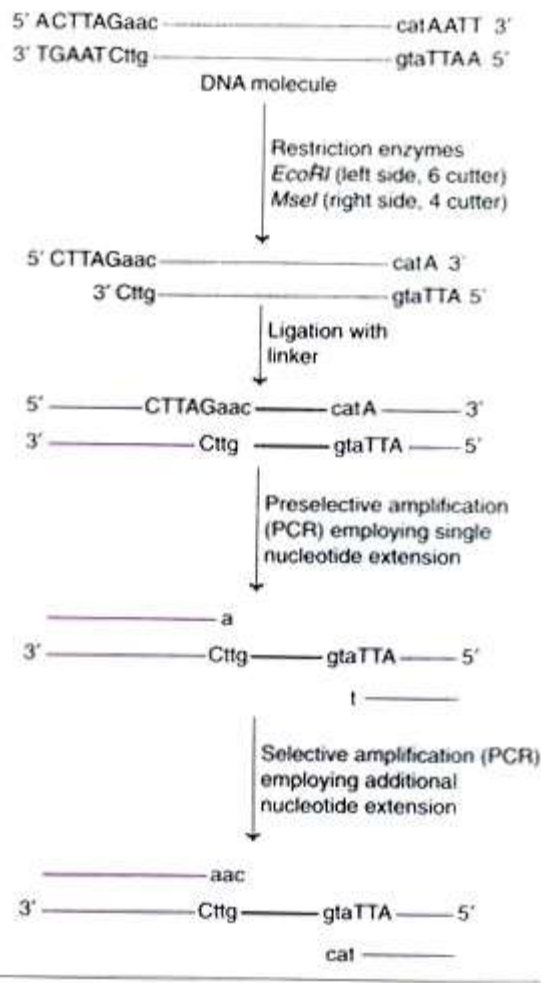 5′ ACTTAGaac catAATT 3′
3′ TGAATCttg gtaTTAA 5′
DNA molecule
Restriction enzymes
EcoRI (left side, 6 cutter)
MseI (right side, 4 cutter)
5′ CTTAGaac catA 3′
3′ Cttg gtaTTA 5′
Ligation with
linker
5′ CTTAGaac catA 3′
3′ Cttg gtaTTA 5′
Preselective amplification
(PCR) employing single
nucleotide extension
a
3′ Cttg gtaTTA 5′
t
Selective amplification (PCR)
employing additional
nucleotide extension
aac
3′ Cttg gtaTTA 5′
cat